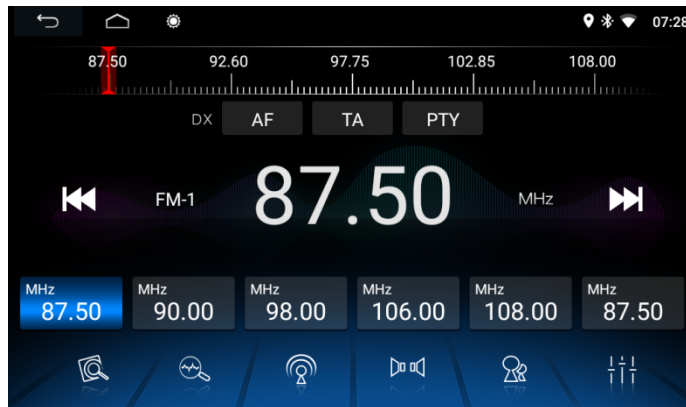 07:28
87.50 92.60 97.75 102.85 108.00
DX AF TA PTY
FM-1 87.50 MHz
MHz MHz MHz MHz MHz MHz
87.50 90.00 98.00 106.00 108.00 87.50